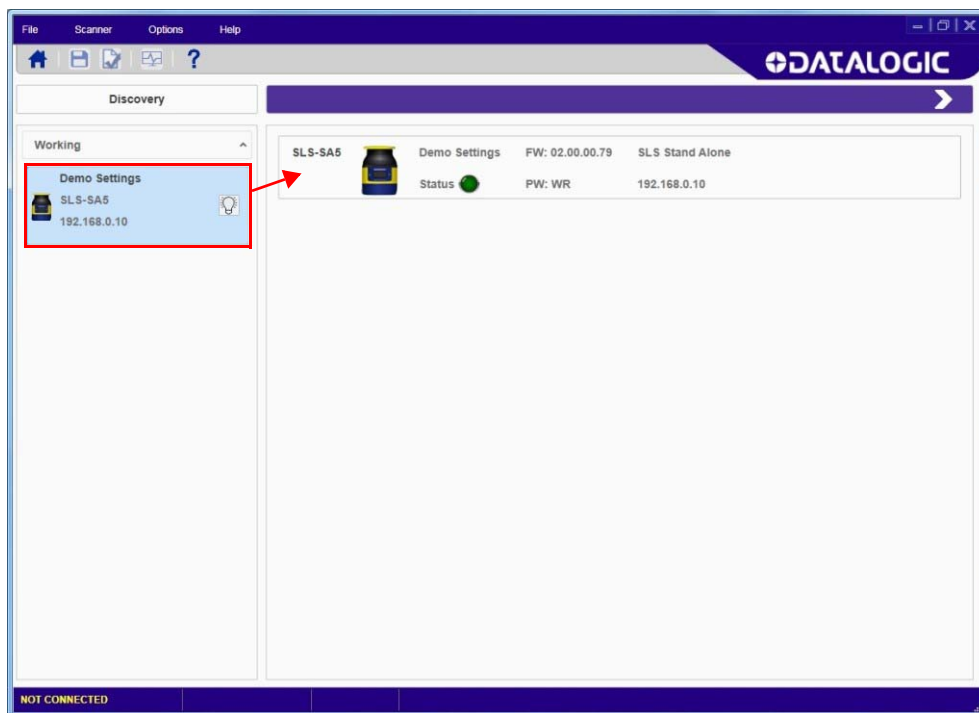 File Scanner Options Help
?
DATALOGIC
Discovery
Working
Demo Settings
SLS-SA5
192.168.0.10
SLS-SA5 Demo Settings FW: 02.00.00.79 SLS Stand Alone
Status PW: WR 192.168.0.10
NOT CONNECTED